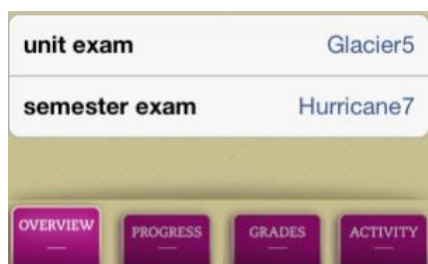 unit exam Glacier5
semester exam Hurricane7
OVERVIEW PROGRESS GRADES ACTIVITY